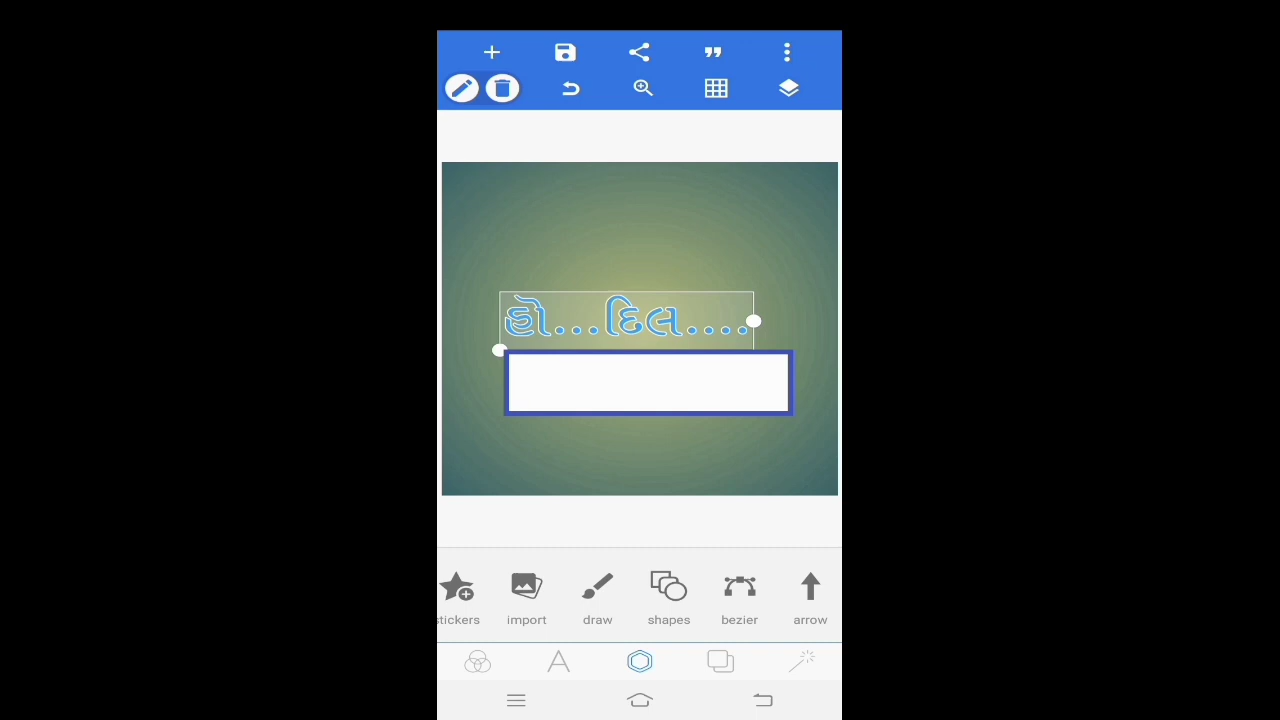 હો...દિલ....
stickers import draw shapes bezier arrow